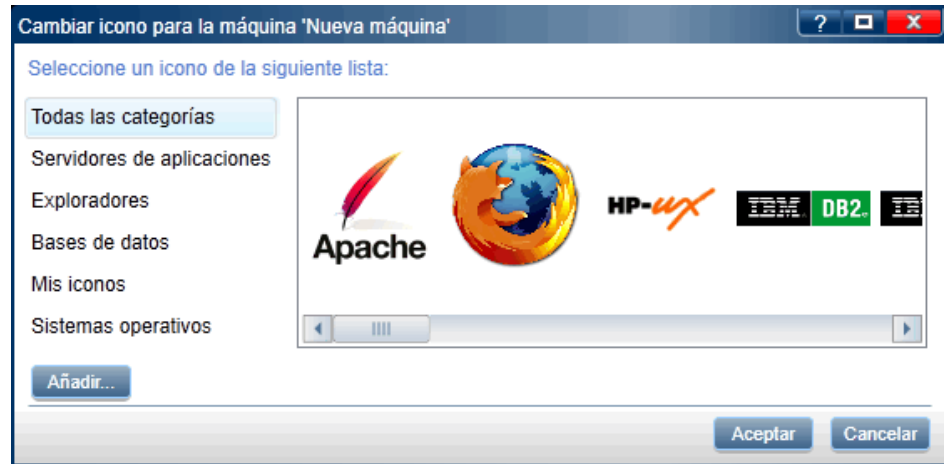 Cambiar icono para la máquina 'Nueva máquina'
?
X
Seleccione un icono de la siguiente lista:
Todas las categorías
Servidores de aplicaciones
Exploradores
Bases de datos
Mis iconos
Sistemas operativos
Apache
HP-ux
IBM. DB2.
Añadir...
Aceptar
Cancelar